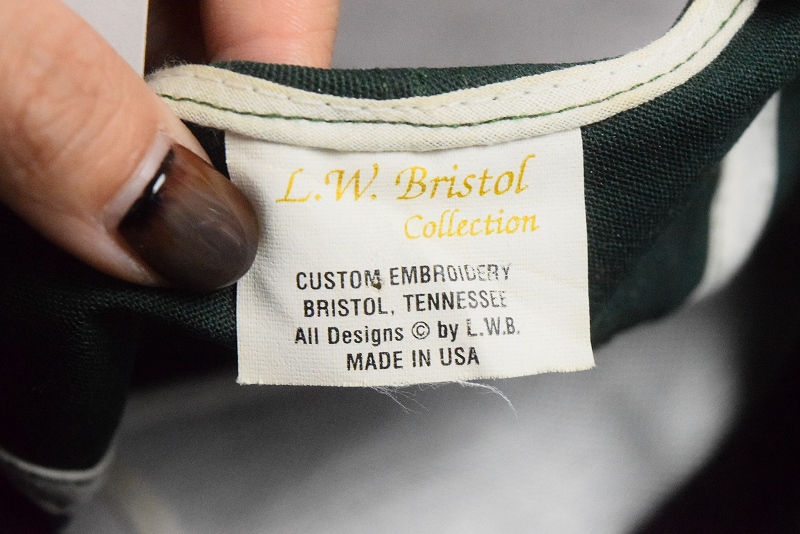 L.W. Bristol
Collection
CUSTOM EMBROIDERY
BRISTOL, TENNESSEE
All Designs © by L.W.B.
MADE IN USA